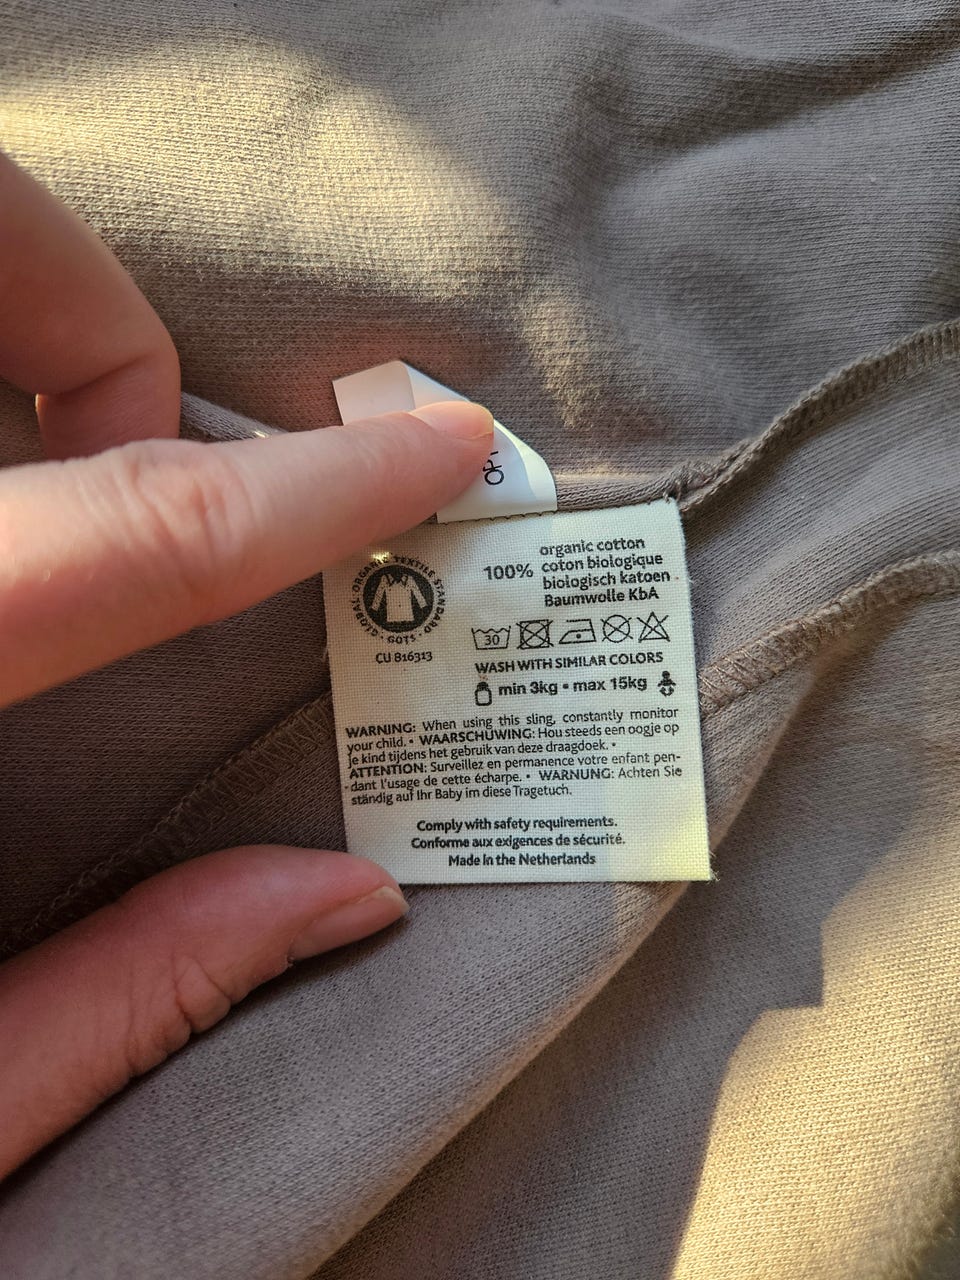 OP
GLOBAL ORGANIC TEXTILE STANDARD
· GOTS ·
CU 816313
100%
organic cotton
coton biologique
biologisch katoen
Baumwolle KbA
30
WASH WITH SIMILAR COLORS
min 3kg • max 15kg
WARNING: When using this sling, constantly monitor
your child. • WAARSCHUWING: Hou steeds een oogje op
je kind tijdens het gebruik van deze draagdoek. •
ATTENTION: Surveillez en permanence votre enfant pen-
dant l'usage de cette écharpe. • WARNUNG: Achten Sie
ständig auf Ihr Baby im diese Tragetuch.
Comply with safety requirements.
Conforme aux exigences de sécurité.
Made in the Netherlands